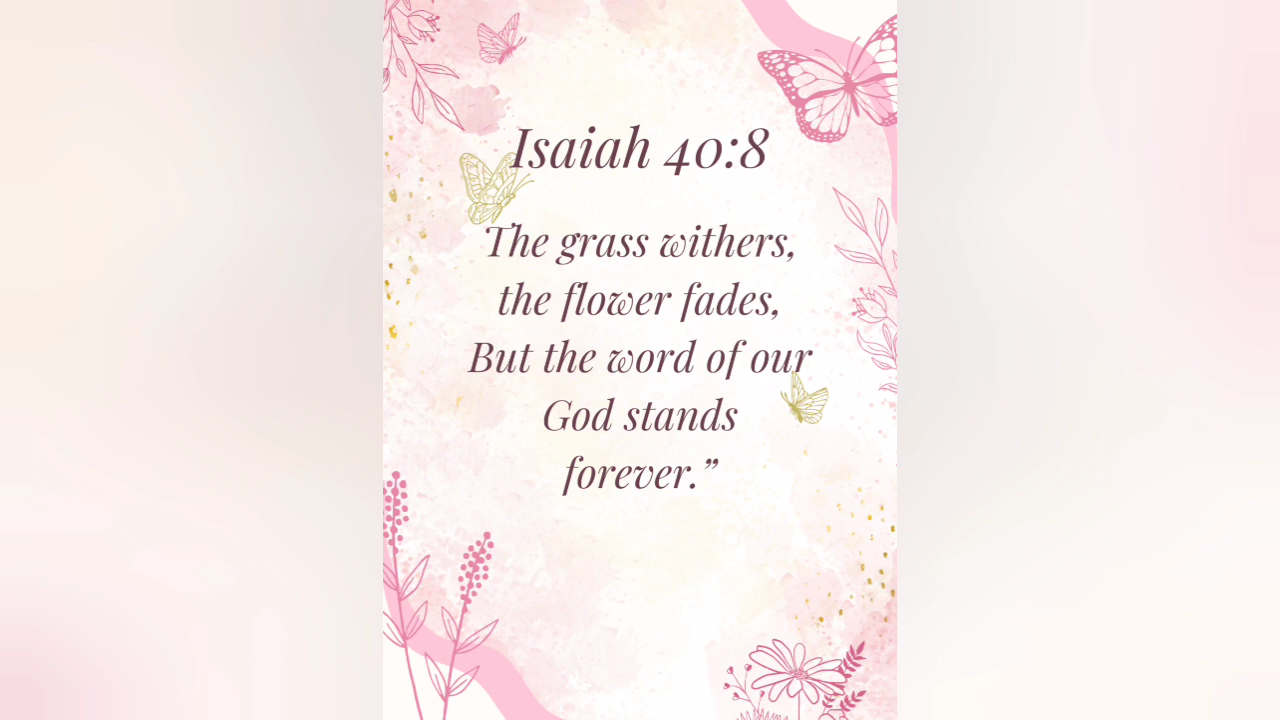 Isaiah 40:8
The grass withers,
the flower fades,
But the word of our
God stands
forever.”